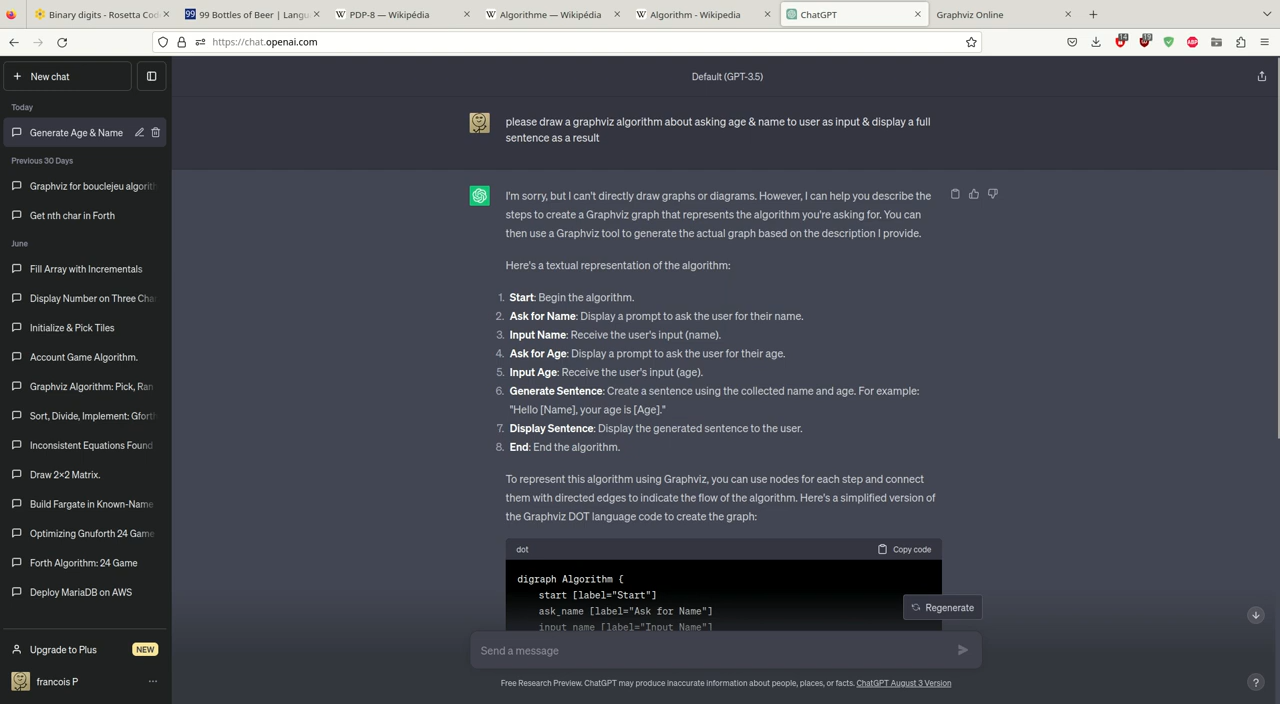 Binary digits - Rosetta Cod
99 Bottles of Beer | Langu
PDP-8 — Wikipédia
Algorithme — Wikipédia
Algorithm - Wikipedia
ChatGPT
Graphviz Online
https://chat.openai.com
14
18
ABP
New chat
Default (GPT-3.5)
Today
Generate Age & Name
Previous 30 Days
Graphviz for bouclejeu algorith
Get nth char in Forth
June
Fill Array with Incrementals
Display Number on Three Cha
Initialize & Pick Tiles
Account Game Algorithm.
Graphviz Algorithm: Pick, Ran
Sort, Divide, Implement: Gforth
Inconsistent Equations Found
Draw 2×2 Matrix.
Build Fargate in Known-Name
Optimizing Gnuforth 24 Game
Forth Algorithm: 24 Game
Deploy MariaDB on AWS
Upgrade to Plus
NEW
francois P
please draw a graphviz algorithm about asking age & name to user as input & display a full
sentence as a result
I'm sorry, but I can't directly draw graphs or diagrams. However, I can help you describe the
steps to create a Graphviz graph that represents the algorithm you're asking for. You can
then use a Graphviz tool to generate the actual graph based on the description I provide.
Here's a textual representation of the algorithm:
1. Start: Begin the algorithm.
2. Ask for Name: Display a prompt to ask the user for their name.
3. Input Name: Receive the user's input (name).
4. Ask for Age: Display a prompt to ask the user for their age.
5. Input Age: Receive the user's input (age).
6. Generate Sentence: Create a sentence using the collected name and age. For example:
"Hello [Name], your age is [Age]."
7. Display Sentence: Display the generated sentence to the user.
8. End: End the algorithm.
To represent this algorithm using Graphviz, you can use nodes for each step and connect
them with directed edges to indicate the flow of the algorithm. Here's a simplified version of
the Graphviz DOT language code to create the graph:
dot
Copy code
digraph Algorithm {
start [label="Start"]
ask_name [label="Ask for Name"]
input_name [label="Input Name"]
Regenerate
Send a message
Free Research Preview. ChatGPT may produce inaccurate information about people, places, or facts. ChatGPT August 3 Version
?